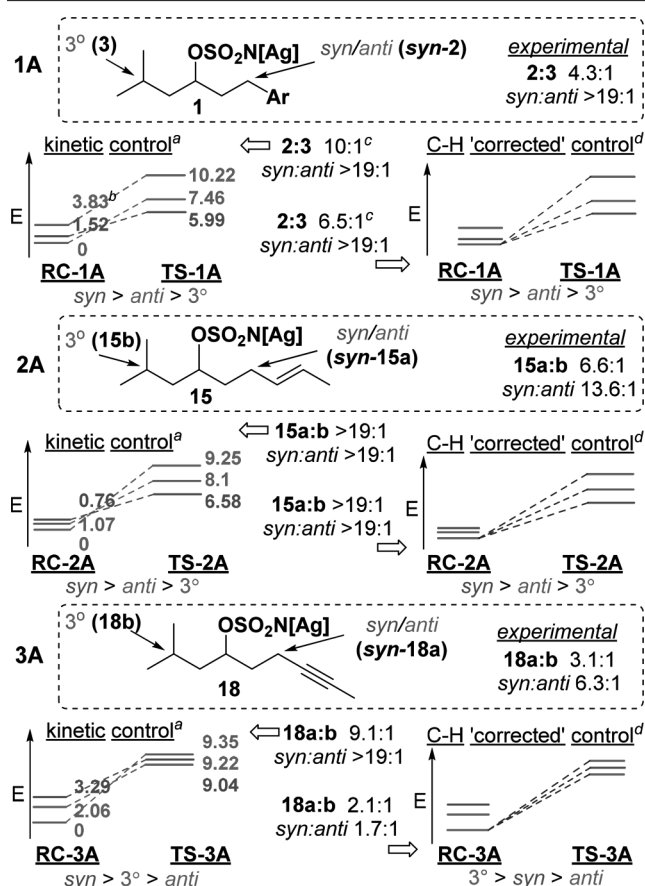 1A
3° (3)
OSO₂N[Ag]
syn/anti (syn-2)
Ar
1
experimental
2:3 4.3:1
syn:anti >19:1
kinetic controlᵃ
E
3.83ᵇ
1.52
0
10.22
7.46
5.99
RC-1A TS-1A
syn > anti > 3°
2:3 10:1ᶜ
syn:anti >19:1
2:3 6.5:1ᶜ
syn:anti >19:1
C-H 'corrected' controlᵈ
E
RC-1A TS-1A
syn > anti > 3°
2A
3° (15b)
OSO₂N[Ag]
syn/anti
(syn-15a)
15
experimental
15a:b 6.6:1
syn:anti 13.6:1
kinetic controlᵃ
E
0.76
1.07
0
9.25
8.1
6.58
RC-2A TS-2A
syn > anti > 3°
15a:b >19:1
syn:anti >19:1
15a:b >19:1
syn:anti >19:1
C-H 'corrected' controlᵈ
E
RC-2A TS-2A
syn > anti > 3°
3A
3° (18b)
OSO₂N[Ag]
syn/anti
(syn-18a)
18
experimental
18a:b 3.1:1
syn:anti 6.3:1
kinetic controlᵃ
E
3.29
2.06
0
9.35
9.22
9.04
RC-3A TS-3A
syn > 3° > anti
18a:b 9.1:1
syn:anti >19:1
18a:b 2.1:1
syn:anti 1.7:1
C-H 'corrected' controlᵈ
E
RC-3A TS-3A
3° > syn > anti